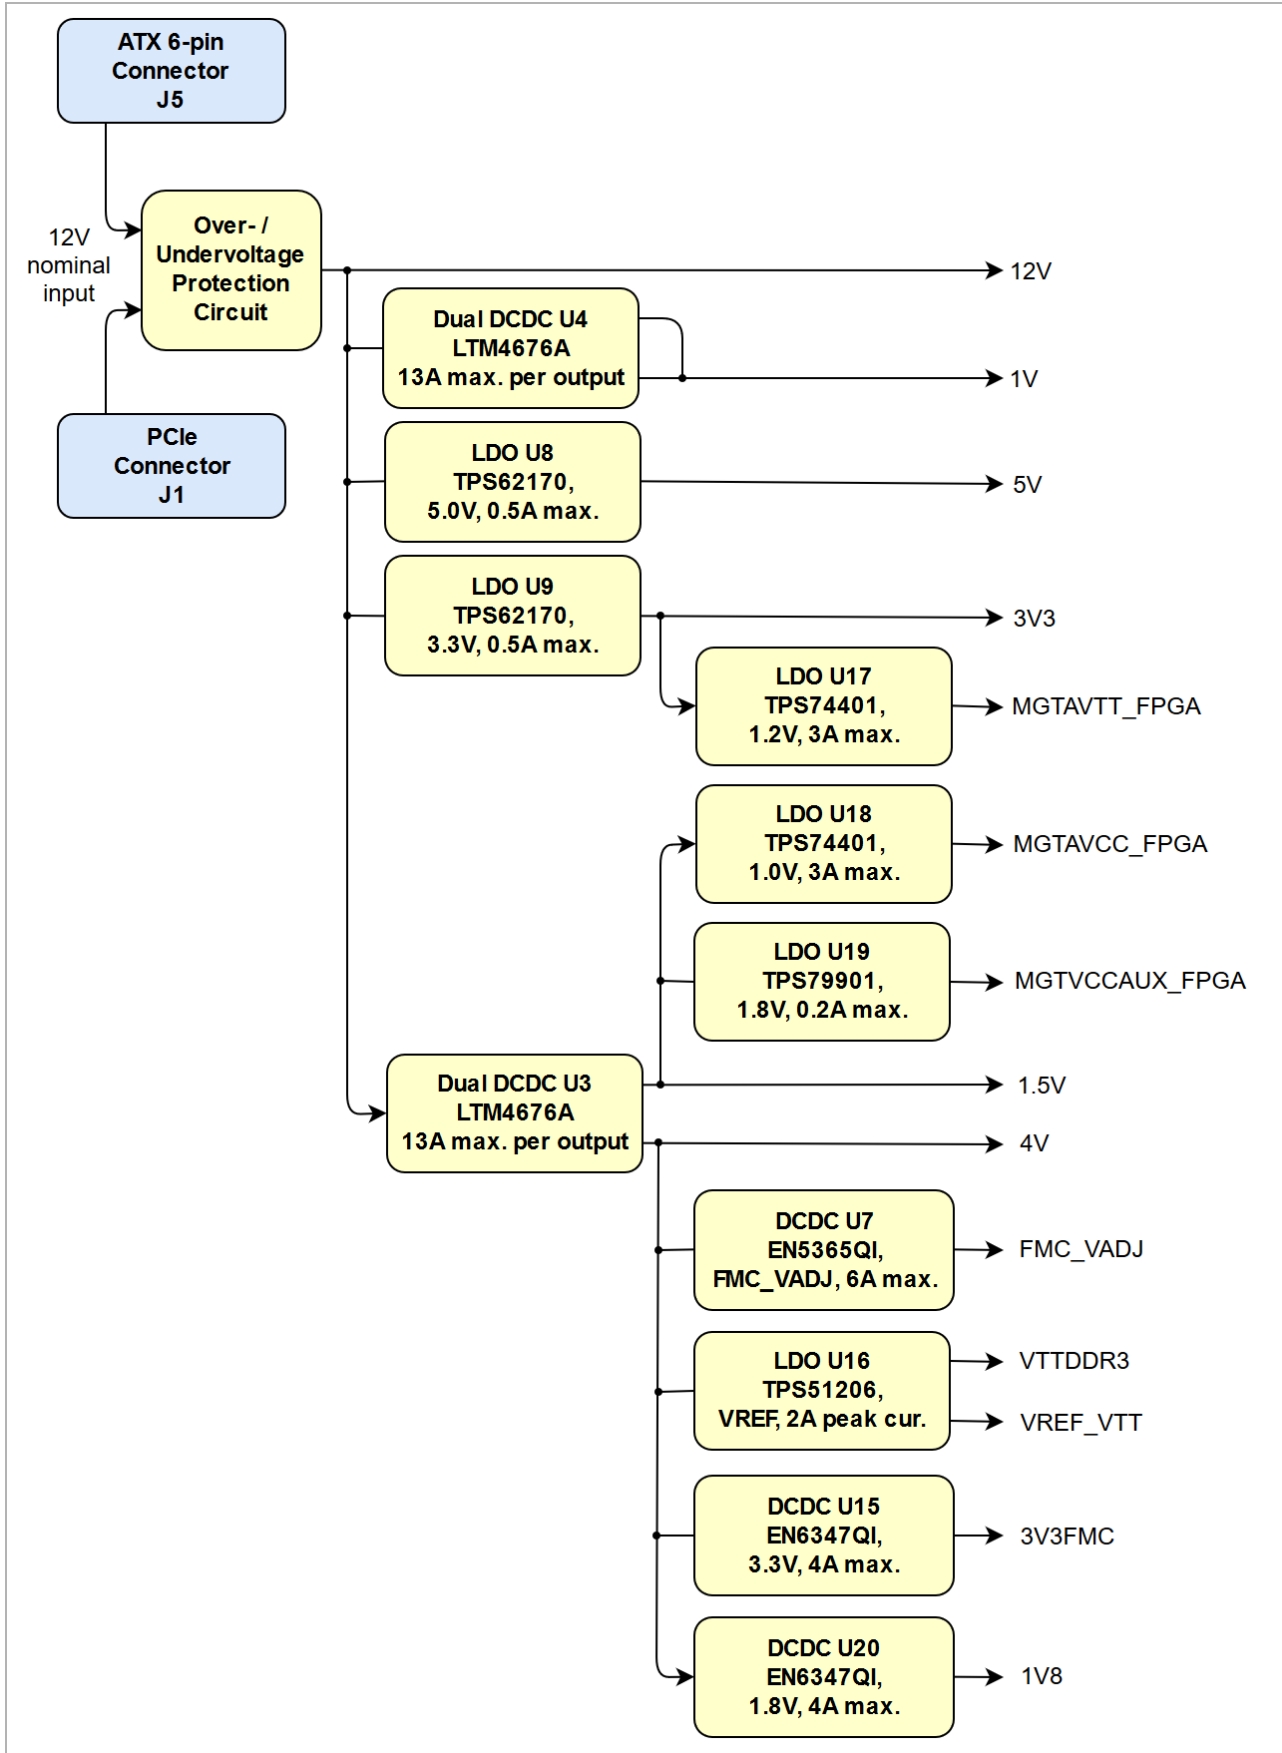 ATX 6-pin
Connector
J5
12V
nominal
input
Over- /
Undervoltage
Protection
Circuit
PCIe
Connector
J1
12V
Dual DCDC U4
LTM4676A
13A max. per output
1V
LDO U8
TPS62170,
5.0V, 0.5A max.
5V
LDO U9
TPS62170,
3.3V, 0.5A max.
3V3
LDO U17
TPS74401,
1.2V, 3A max.
MGTAVTT_FPGA
LDO U18
TPS74401,
1.0V, 3A max.
MGTAVCC_FPGA
LDO U19
TPS79901,
1.8V, 0.2A max.
MGTVCCAUX_FPGA
Dual DCDC U3
LTM4676A
13A max. per output
1.5V
4V
DCDC U7
EN5365QI,
FMC_VADJ, 6A max.
FMC_VADJ
LDO U16
TPS51206,
VREF, 2A peak cur.
VTTDDR3
VREF_VTT
DCDC U15
EN6347QI,
3.3V, 4A max.
3V3FMC
DCDC U20
EN6347QI,
1.8V, 4A max.
1V8